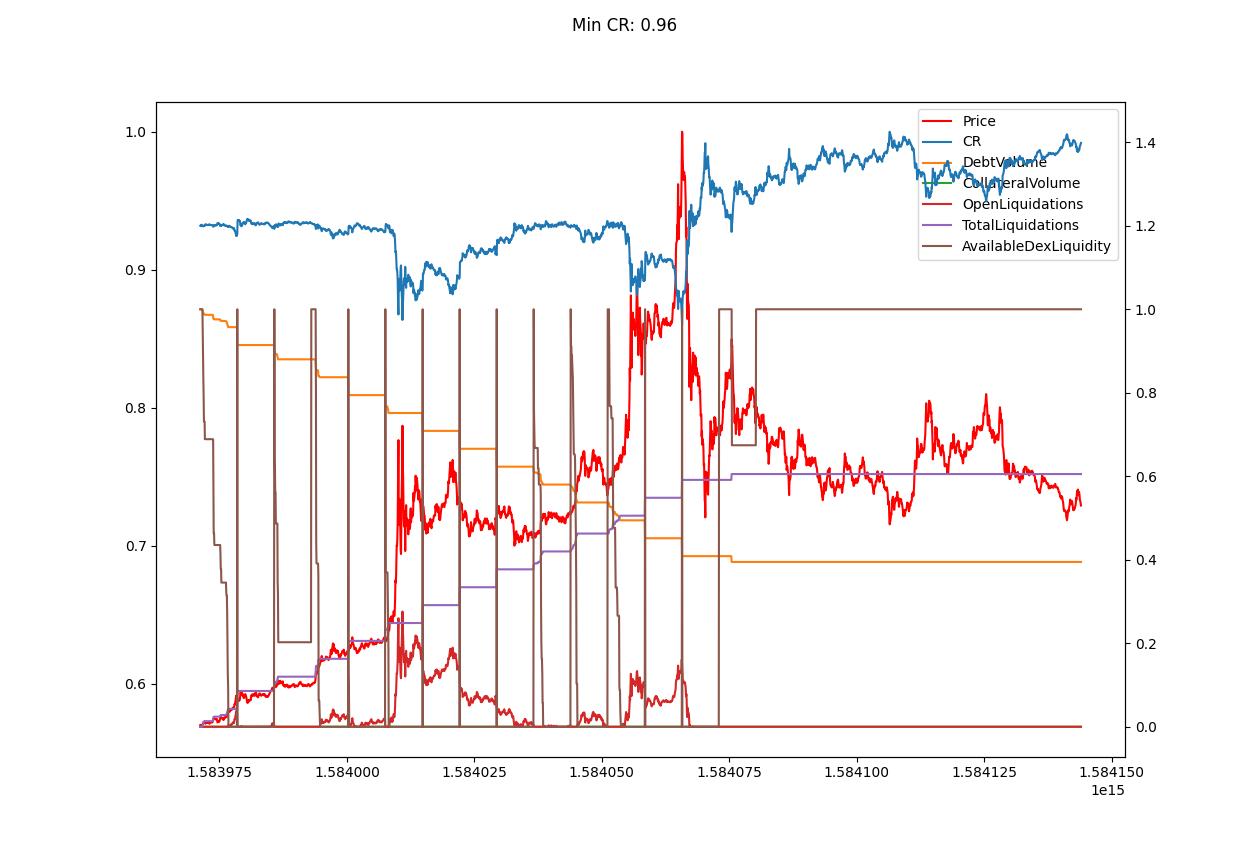 Min CR: 0.96
1.0
0.9
0.8
0.7
0.6
1.4
1.2
1.0
0.8
0.6
0.4
0.2
0.0
Price
CR
DebtVolume
CollateralVolume
OpenLiquidations
TotalLiquidations
AvailableDexLiquidity
1.583975 1.584000 1.584025 1.584050 1.584075 1.584100 1.584125 1.584150
1e15